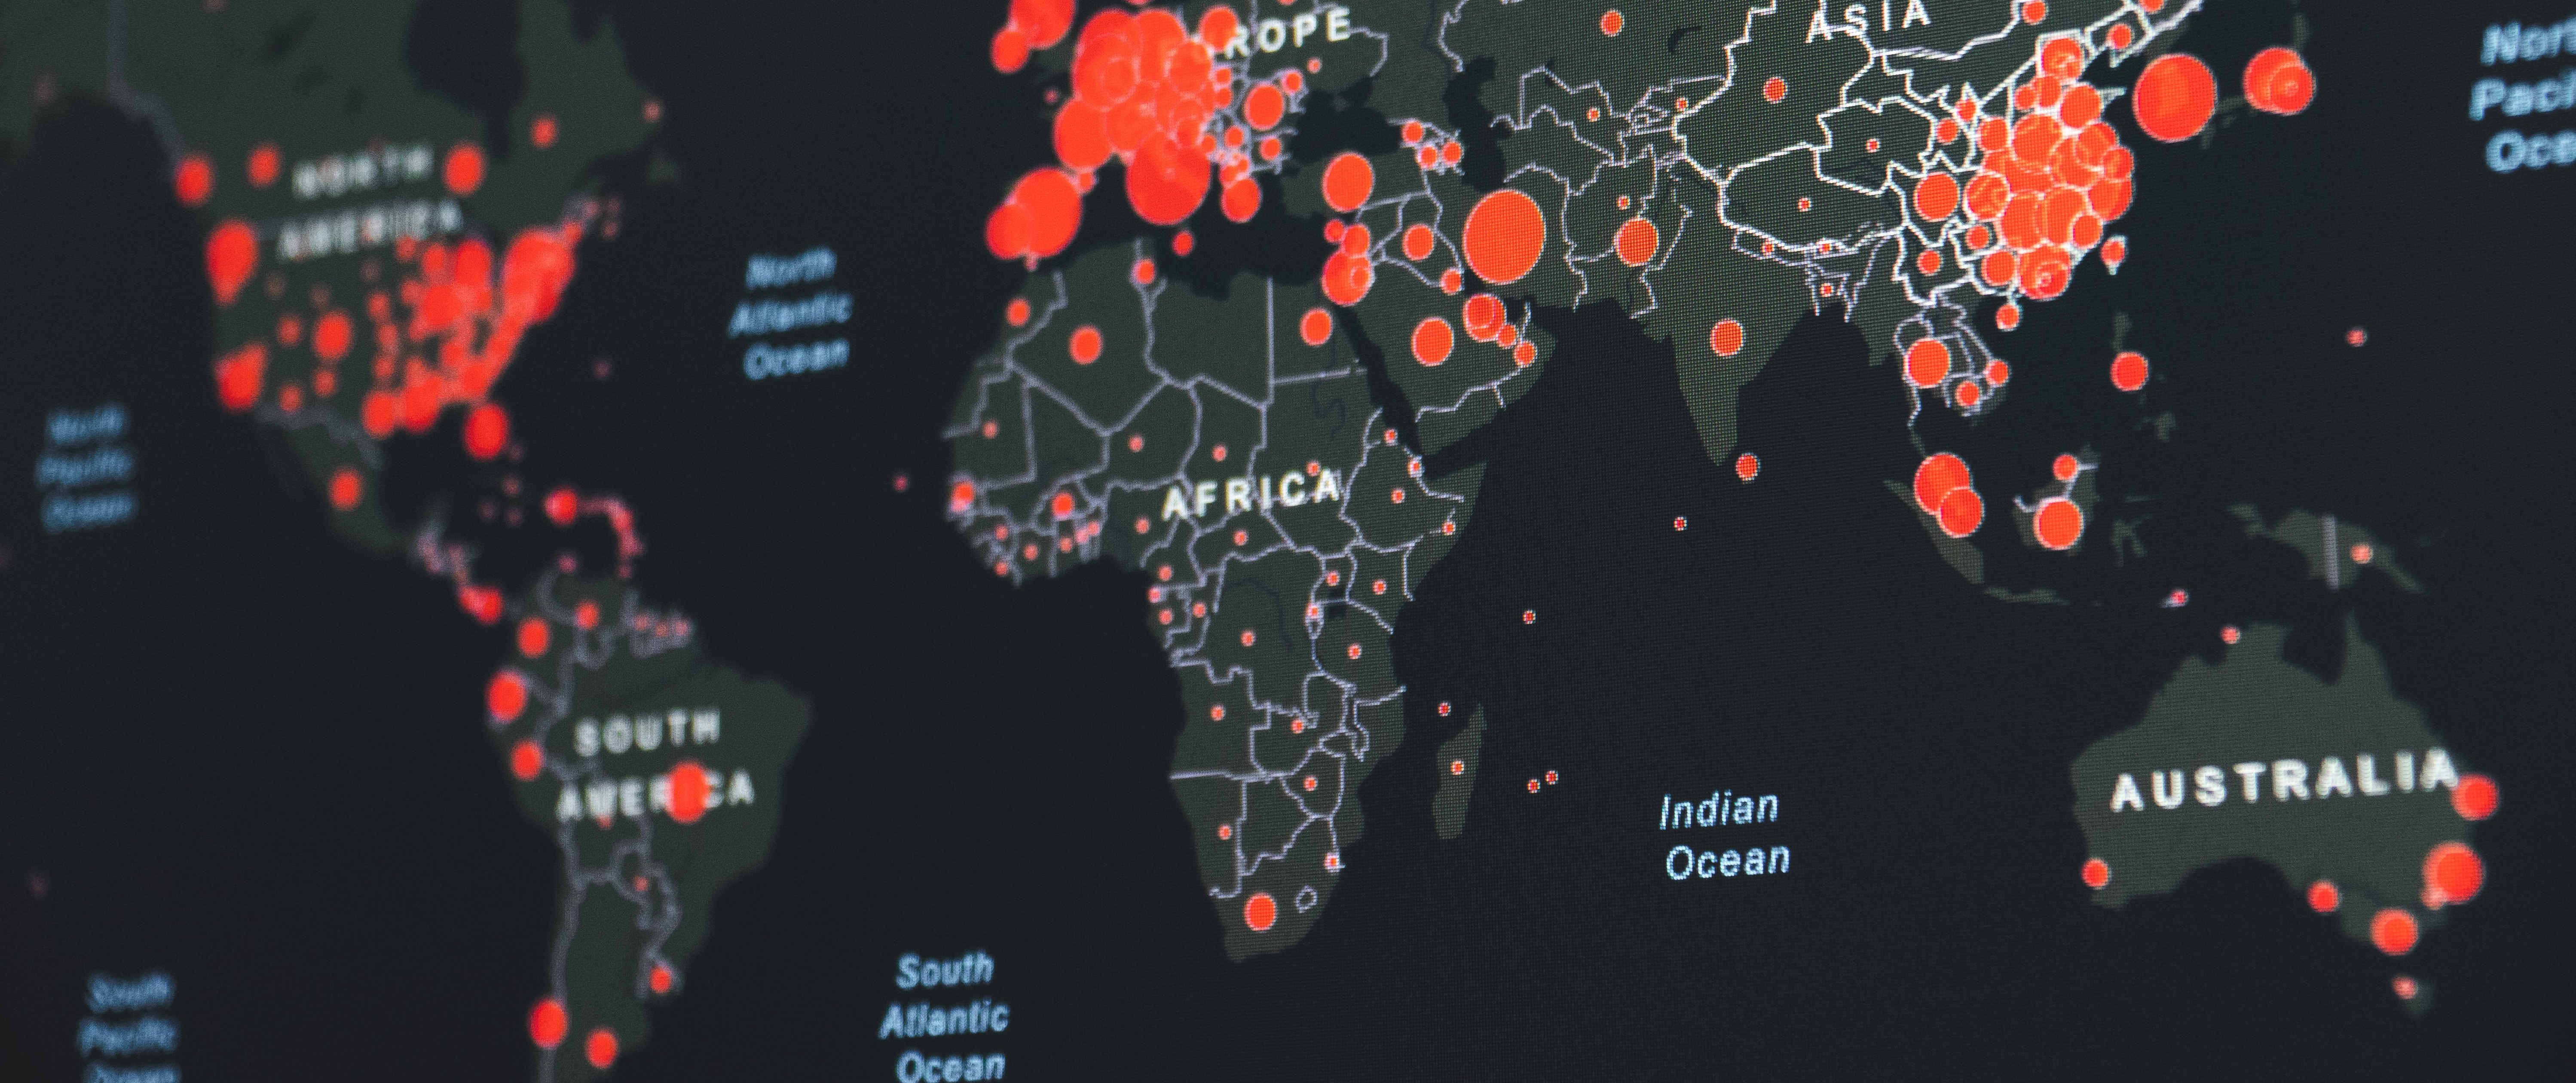 ROPE
ASIA
Nor
Paci
Oce
NORTH
AMERICA
North
Atlantic
Ocean
North
Pacific
Ocean
AFRICA
SOUTH
AMERICA
Indian
Ocean
AUSTRALIA
South
Atlantic
Ocean
South
Pacific
Ocean